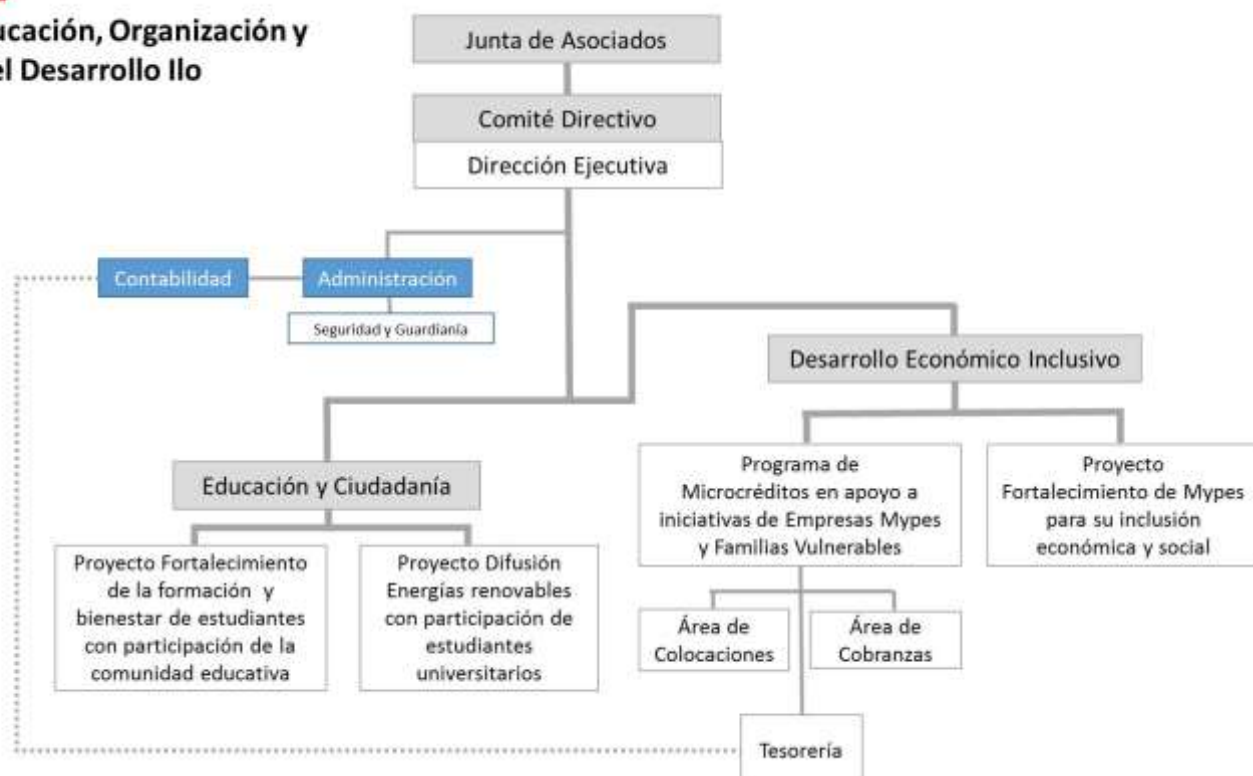 ucación, Organización y
el Desarrollo Ilo
Junta de Asociados
Comité Directivo
Dirección Ejecutiva
Contabilidad
Administración
Seguridad y Guardianía
Desarrollo Económico Inclusivo
Educación y Ciudadanía
Programa de
Microcréditos en apoyo a
iniciativas de Empresas Mypes
y Familias Vulnerables
Proyecto
Fortalecimiento de Mypes
para su inclusión
económica y social
Proyecto Fortalecimiento
de la formación y
bienestar de estudiantes
con participación de la
comunidad educativa
Proyecto Difusión
Energías renovables
con participación de
estudiantes
universitarios
Área de
Colocaciones
Área de
Cobranzas
Tesorería